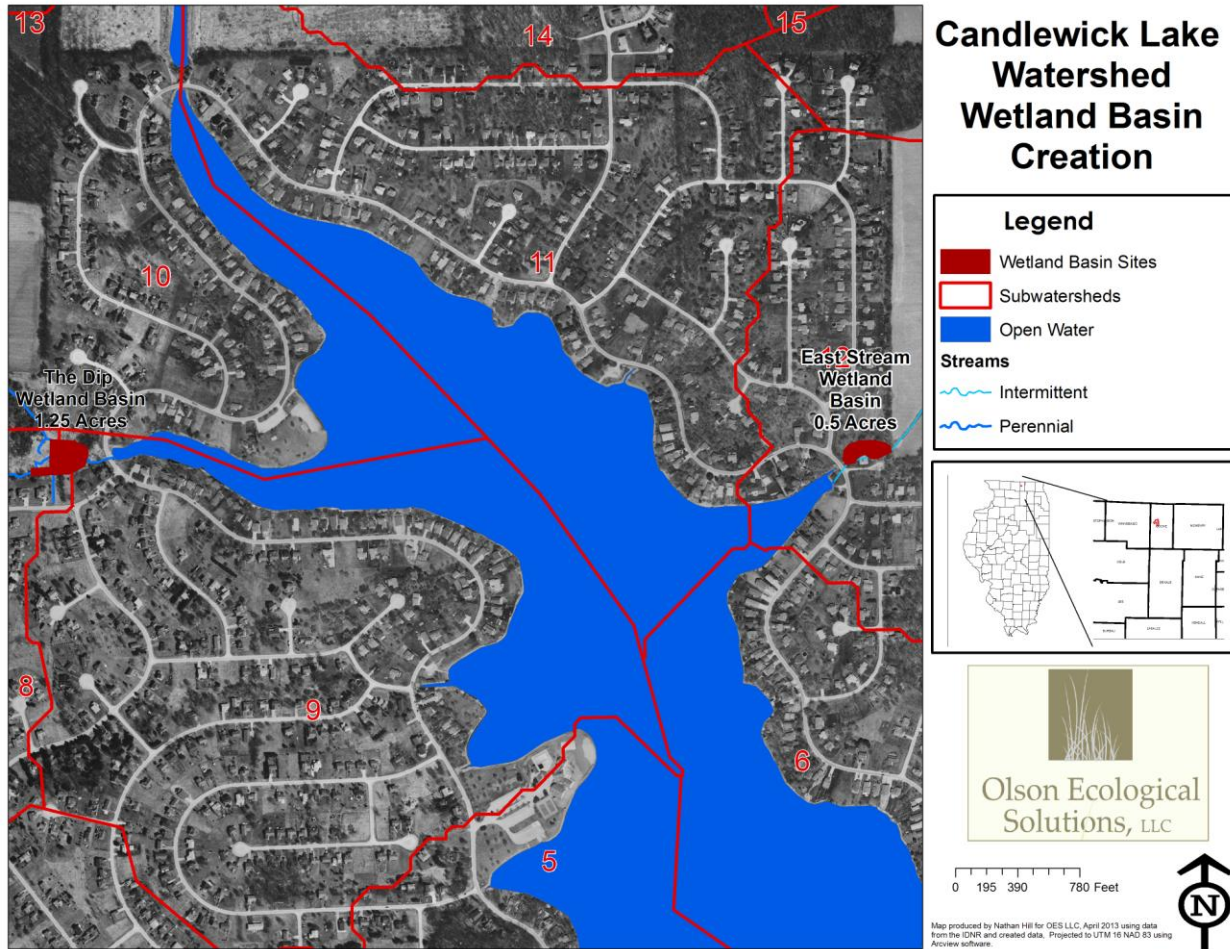 13
14
15
10
11
12
The Dip
Wetland Basin
1.25 Acres
East Stream
Wetland
Basin
0.5 Acres
8
9
6
5
Candlewick Lake
Watershed
Wetland Basin
Creation
Legend
Wetland Basin Sites
Subwatersheds
Open Water
Streams
Intermittent
Perennial
Olson Ecological
Solutions, LLC
0 195 390 780 Feet
N
Map produced by Nathan Hill for OES LLC, April 2013 using data
from the IDNR and created data, Projected to UTM 16 NAD 83 using
Arcview software.